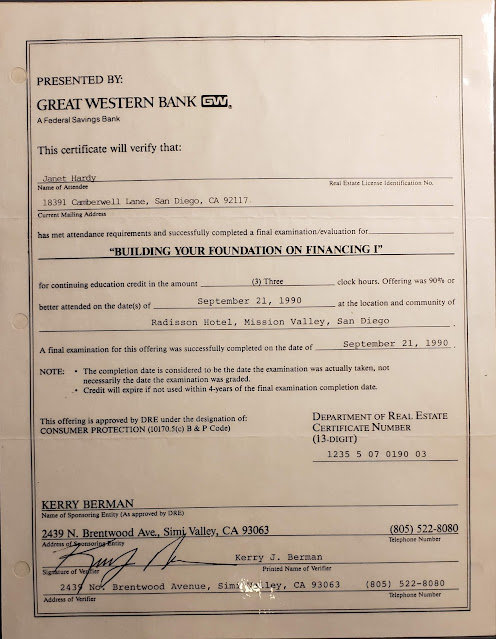 PRESENTED BY:
GREAT WESTERN BANK GW®
A Federal Savings Bank
This certificate will verify that:
Janet Hardy
Name of Attendee Real Estate License Identification No.
18391 Camberwell Lane, San Diego, CA 92117
Current Mailing Address
has met attendance requirements and successfully completed a final examination/evaluation for
"BUILDING YOUR FOUNDATION ON FINANCING I"
for continuing education credit in the amount (3) Three clock hours. Offering was 90% or
better attended on the date(s) of September 21, 1990 at the location and community of
Radisson Hotel, Mission Valley, San Diego
A final examination for this offering was successfully completed on the date of September 21, 1990
NOTE: • The completion date is considered to be the date the examination was actually taken, not
necessarily the date the examination was graded.
• Credit will expire if not used within 4-years of the final examination completion date.
This offering is approved by DRE under the designation of:
CONSUMER PROTECTION (10170.5(c) B & P Code)
DEPARTMENT OF REAL ESTATE
CERTIFICATE NUMBER
(13-DIGIT)
1235 5 07 0190 03
KERRY BERMAN
Name of Sponsoring Entity (As approved by DRE)
2439 N. Brentwood Ave., Simi Valley, CA 93063 (805) 522-8080
Address of Sponsoring Entity Telephone Number
Kerry J. Berman
Signature of Verifier Printed Name of Verifier
2439 No. Brentwood Avenue, Simi Valley, CA 93063 (805) 522-8080
Address of Verifier Telephone Number